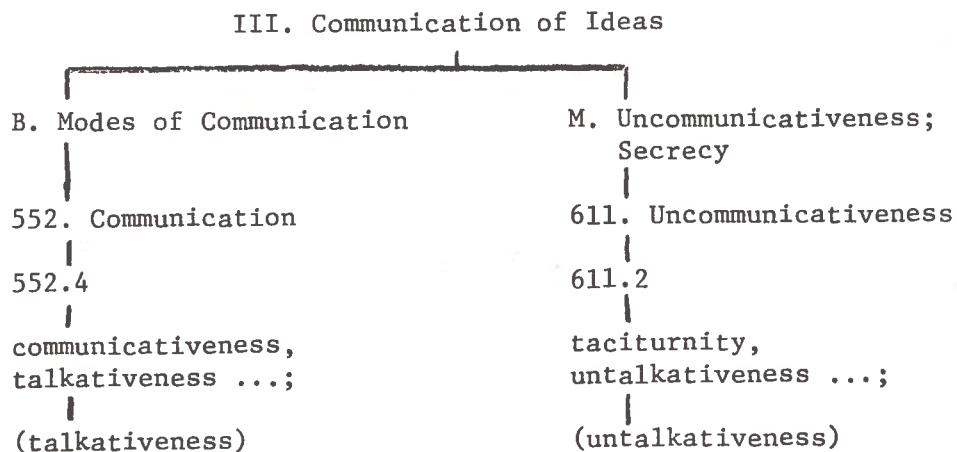 III. Communication of Ideas
B. Modes of Communication
552. Communication
552.4
communicativeness,
talkativeness ...;
(talkativeness)
M. Uncommunicativeness;
Secrecy
611. Uncommunicativeness
611.2
taciturnity,
untalkativeness ...;
(untalkativeness)